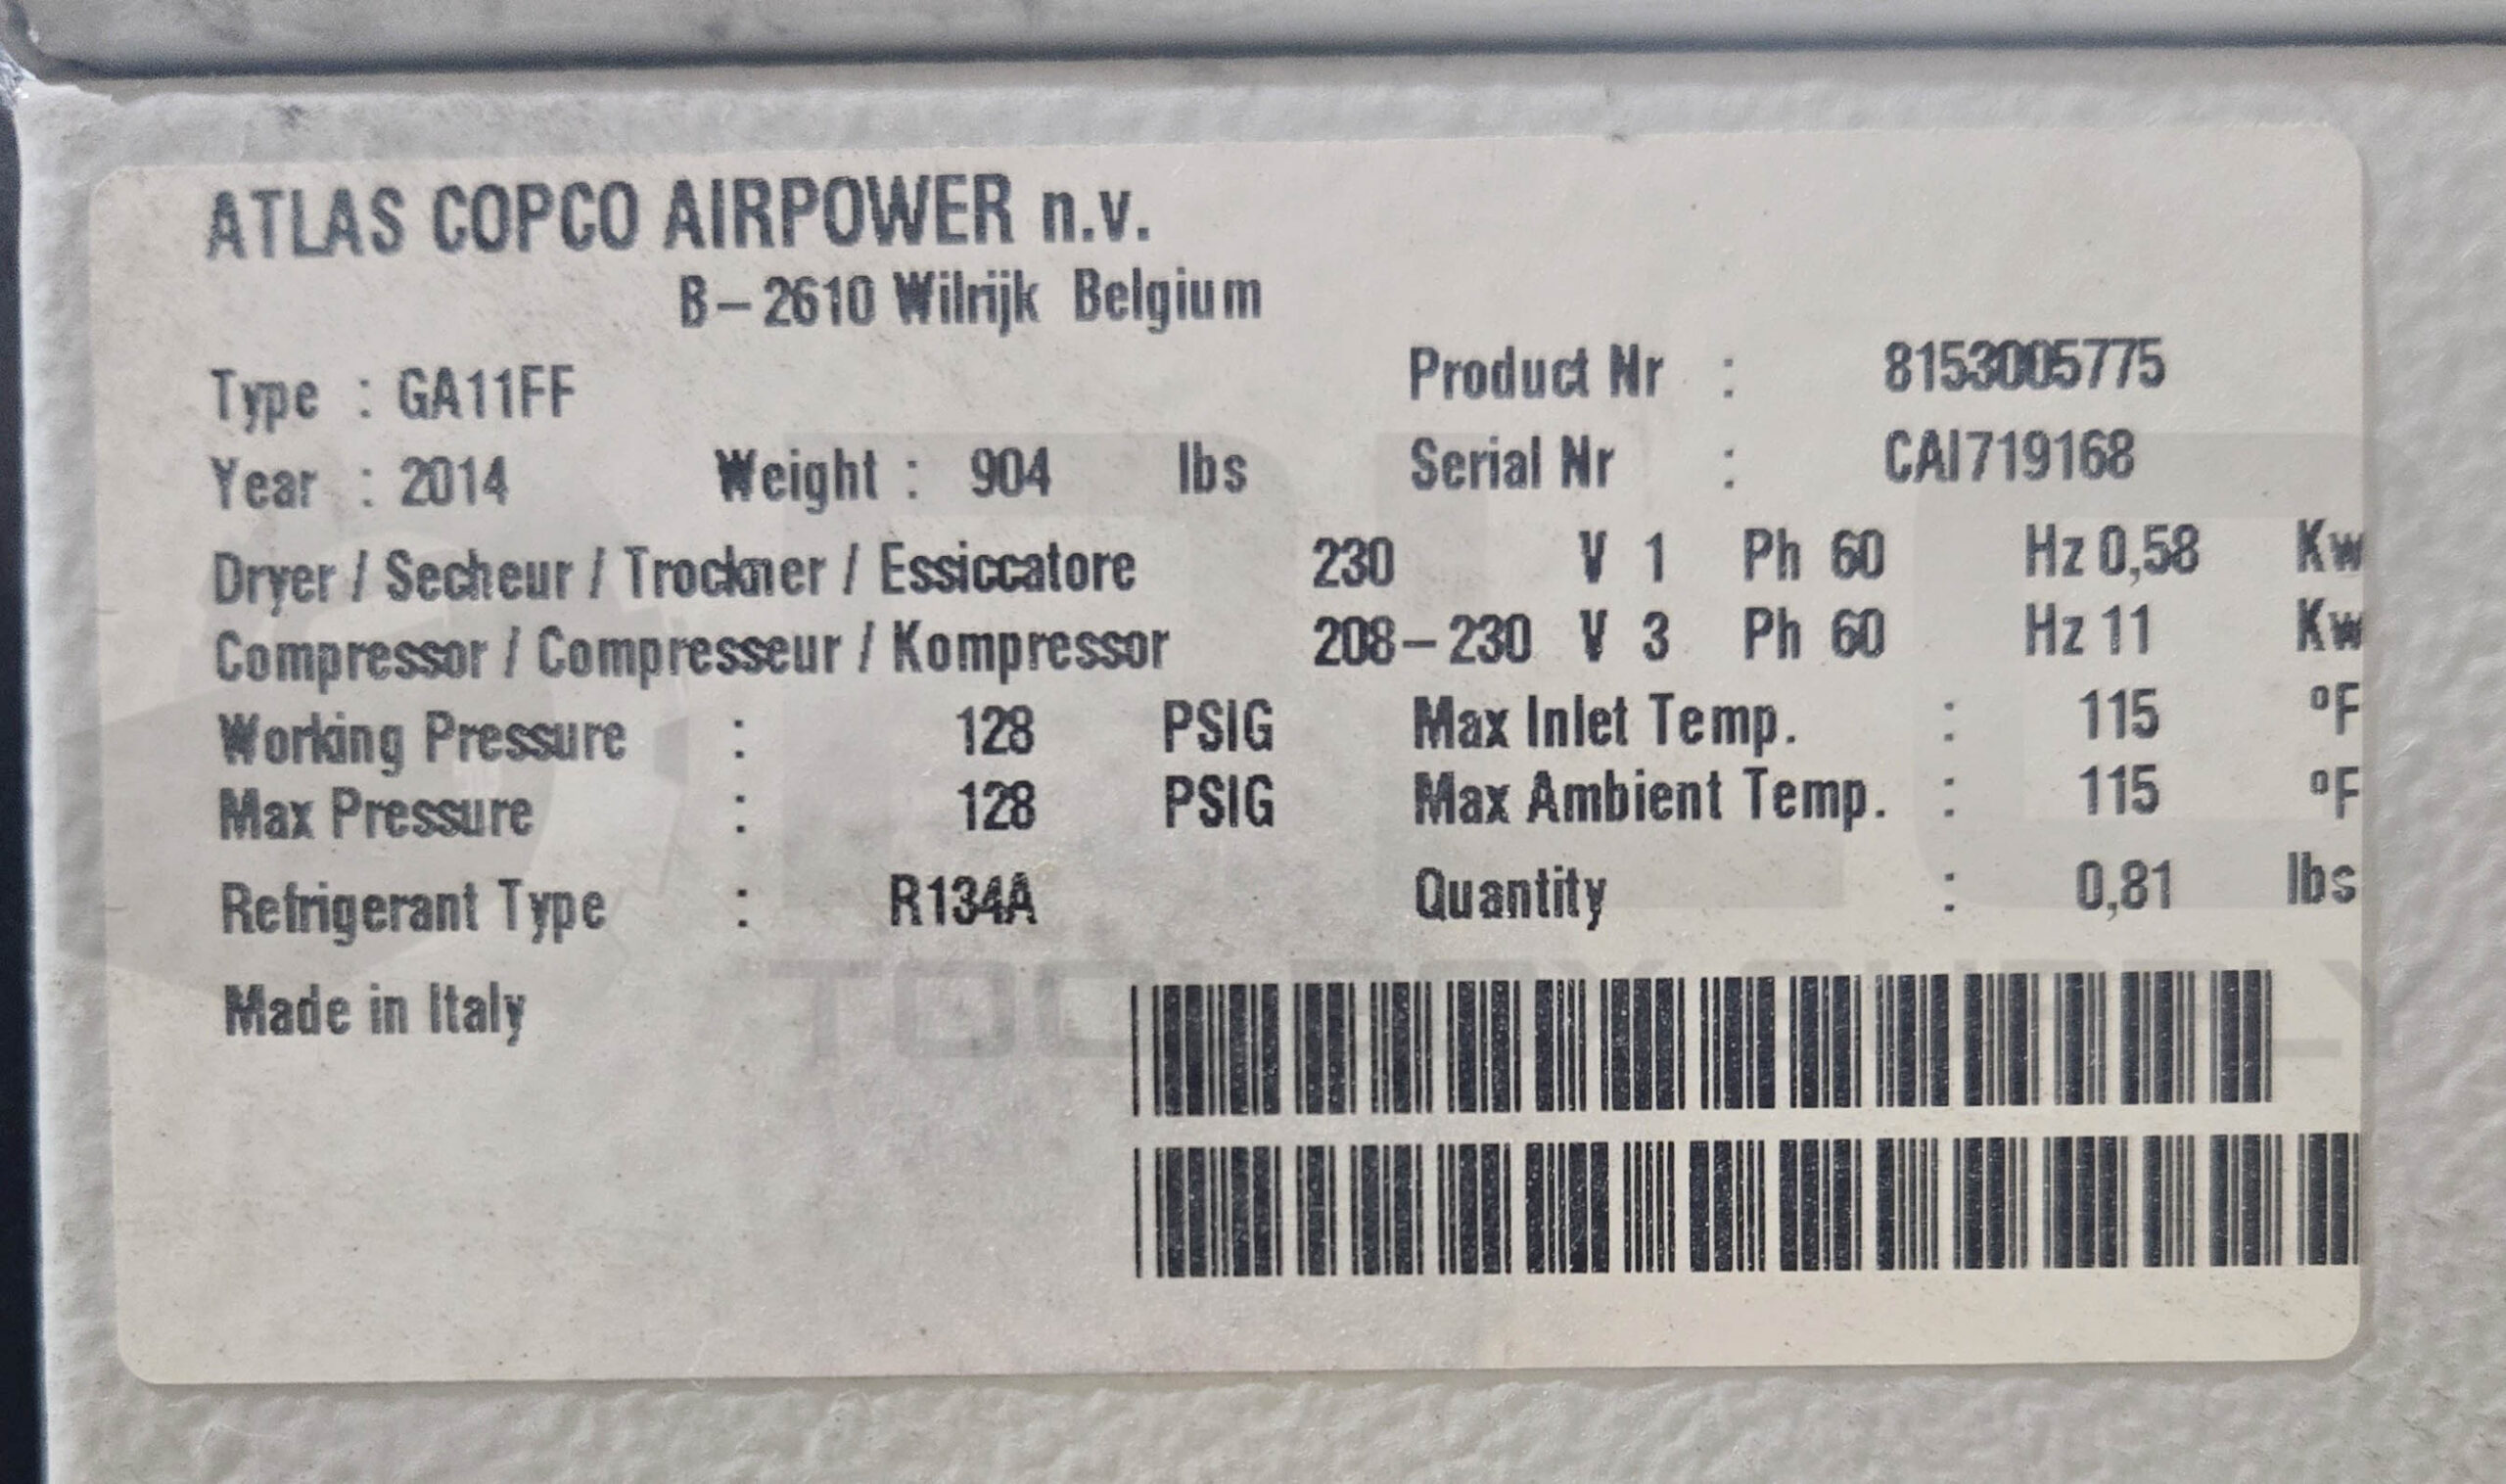 ATLAS COPCO AIRPOWER n.v.
B-2610 Wilrijk Belgium
Type : GA11FF
Product Nr : 8153005775
Year : 2014 Weight : 904 lbs
Serial Nr : CAI719168
Dryer / Secheur / Trockner / Essiccatore 230 V 1 Ph 60 Hz 0,58 Kw
Compressor / Compresseur / Kompressor 208-230 V 3 Ph 60 Hz 11 Kw
Working Pressure : 128 PSIG Max Inlet Temp. : 115 °F
Max Pressure : 128 PSIG Max Ambient Temp. : 115 °F
Refrigerant Type : R134A Quantity : 0,81 lbs
Made in Italy